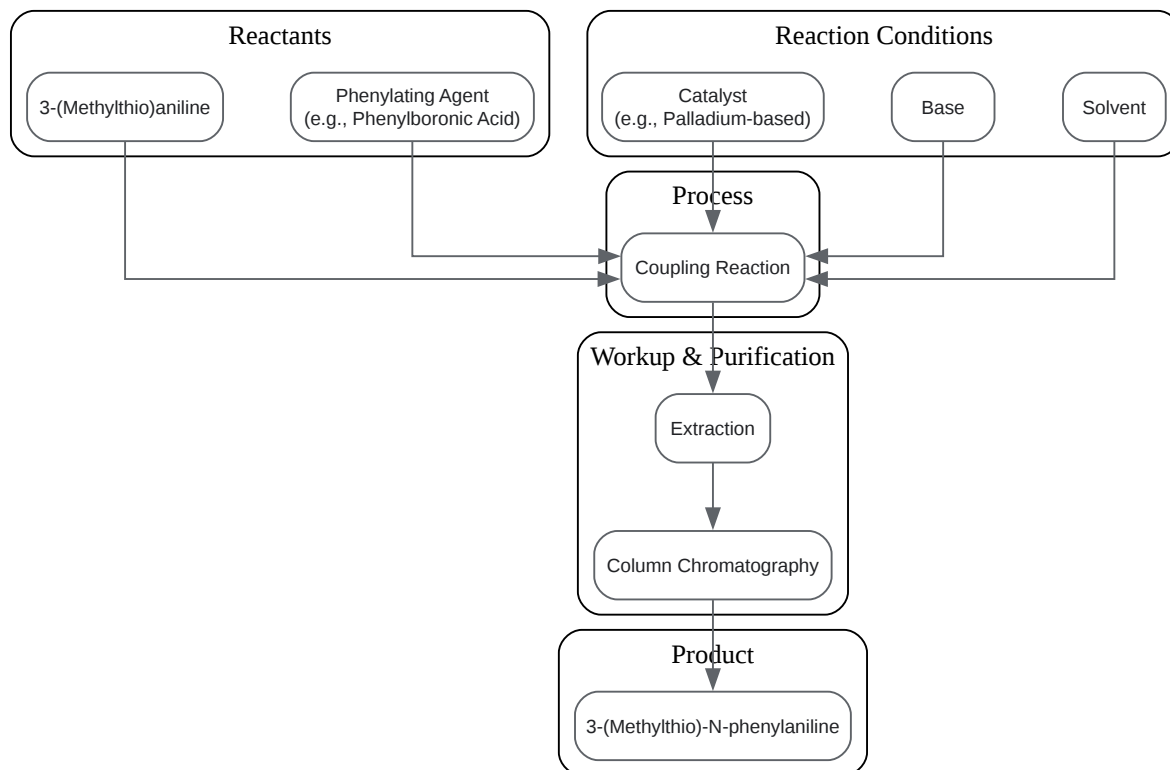 Reactants
Reaction Conditions
3-(Methylthio)aniline
Phenylating Agent
(e.g., Phenylboronic Acid)
Catalyst
(e.g., Palladium-based)
Base
Solvent
Process
Coupling Reaction
Workup & Purification
Extraction
Column Chromatography
Product
3-(Methylthio)-N-phenylaniline